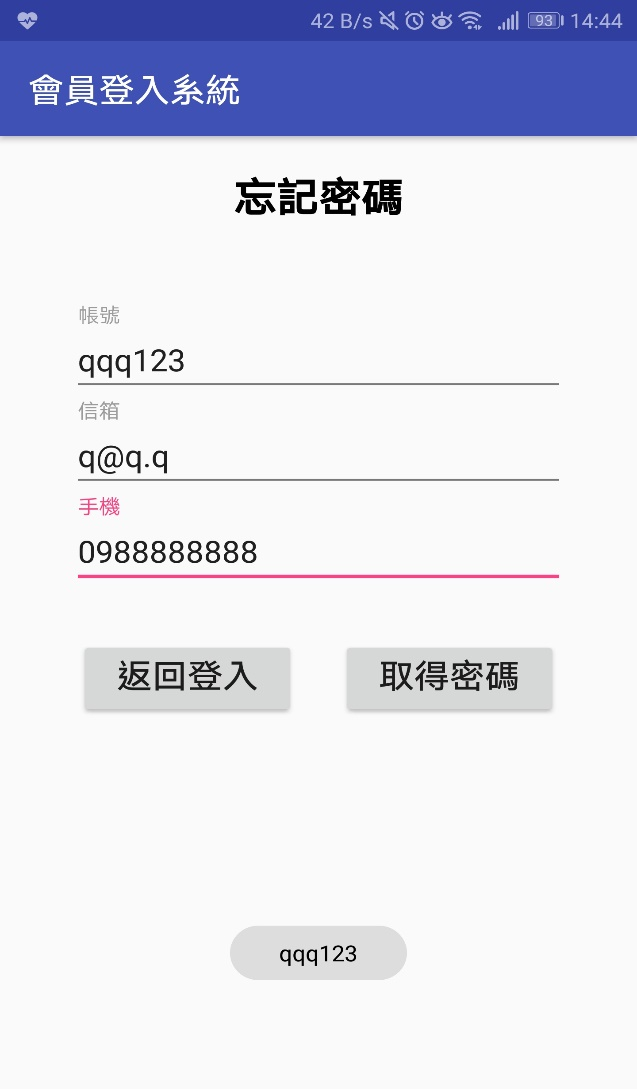 42 B/s 93 14:44
會員登入系統
忘記密碼
帳號
qqq123
信箱
q@q.q
手機
0988888888
返回登入 取得密碼
qqq123